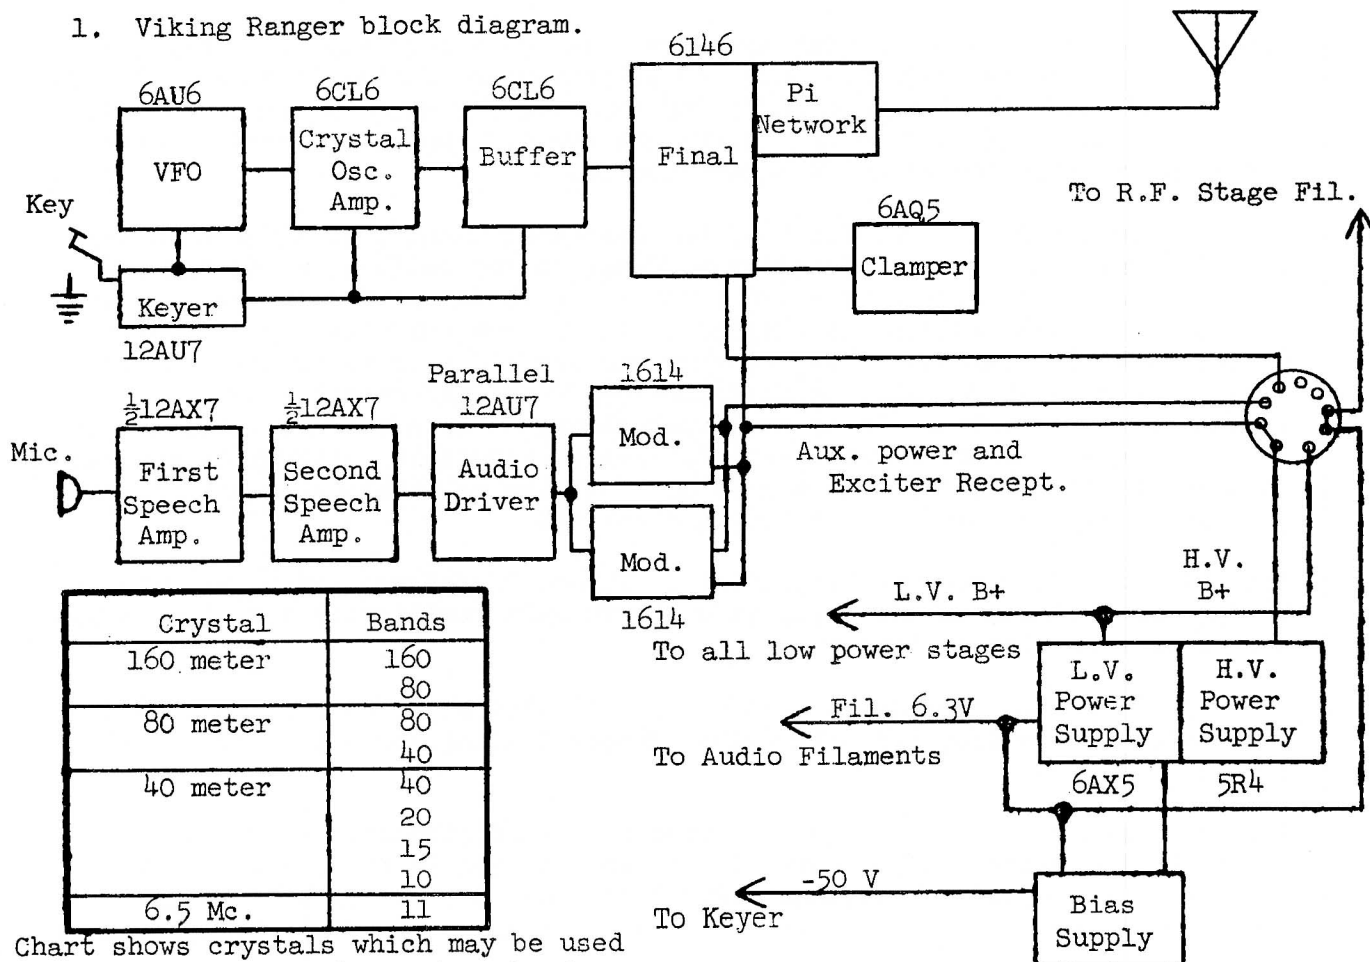 1. Viking Ranger block diagram.
6AU6
VFO
6CL6
Crystal
Osc.
Amp.
6CL6
Buffer
6146
Final
Pi
Network
Key
Keyer
12AU7
6AQ5
Clamper
To R.F. Stage Fil.
Mic.
½12AX7
First
Speech
Amp.
½12AX7
Second
Speech
Amp.
Parallel
12AU7
Audio
Driver
1614
Mod.
Mod.
1614
Aux. power and
Exciter Recept.
L.V. B+
H.V.
B+
To all low power stages
L.V.
Power
Supply
6AX5
H.V.
Power
Supply
5R4
Fil. 6.3V
To Audio Filaments
-50 V
To Keyer
Bias
Supply
Crystal Bands
160 meter 160
80
80 meter 80
40
40 meter 40
20
15
10
6.5 Mc. 11
Chart shows crystals which may be used